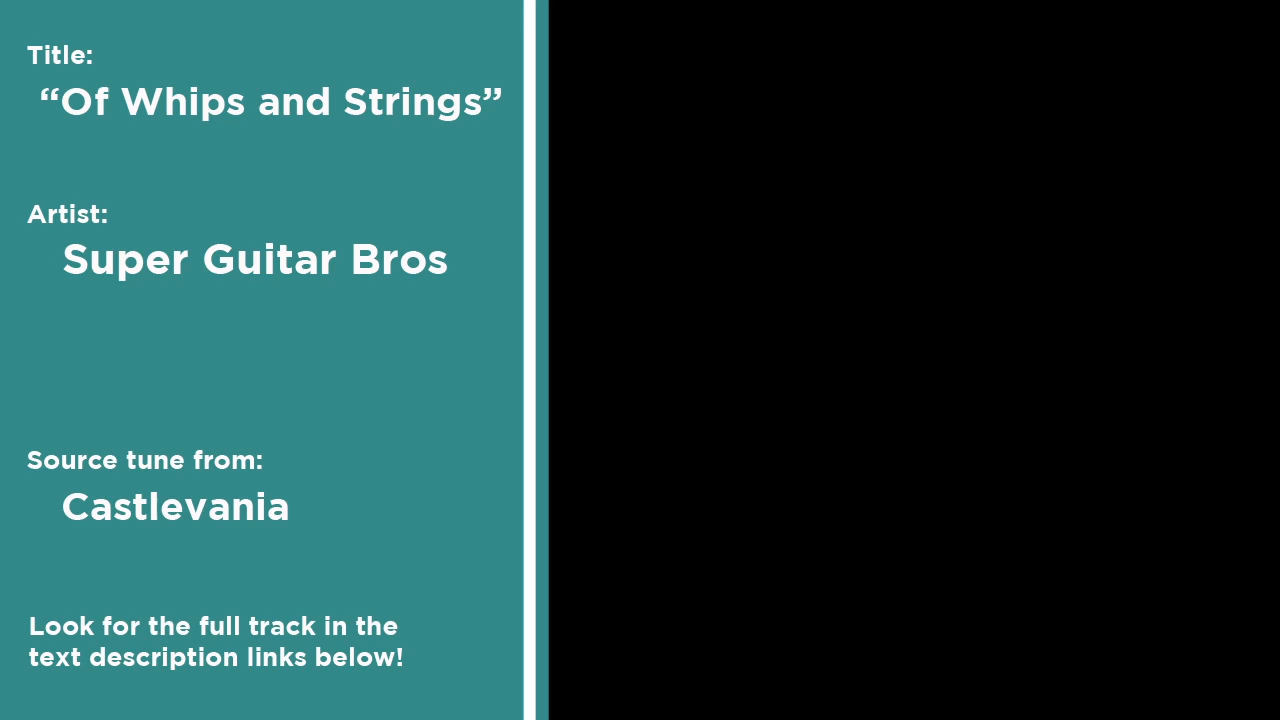 Title:
“Of Whips and Strings”
Artist:
Super Guitar Bros
Source tune from:
Castlevania
Look for the full track in the
text description links below!